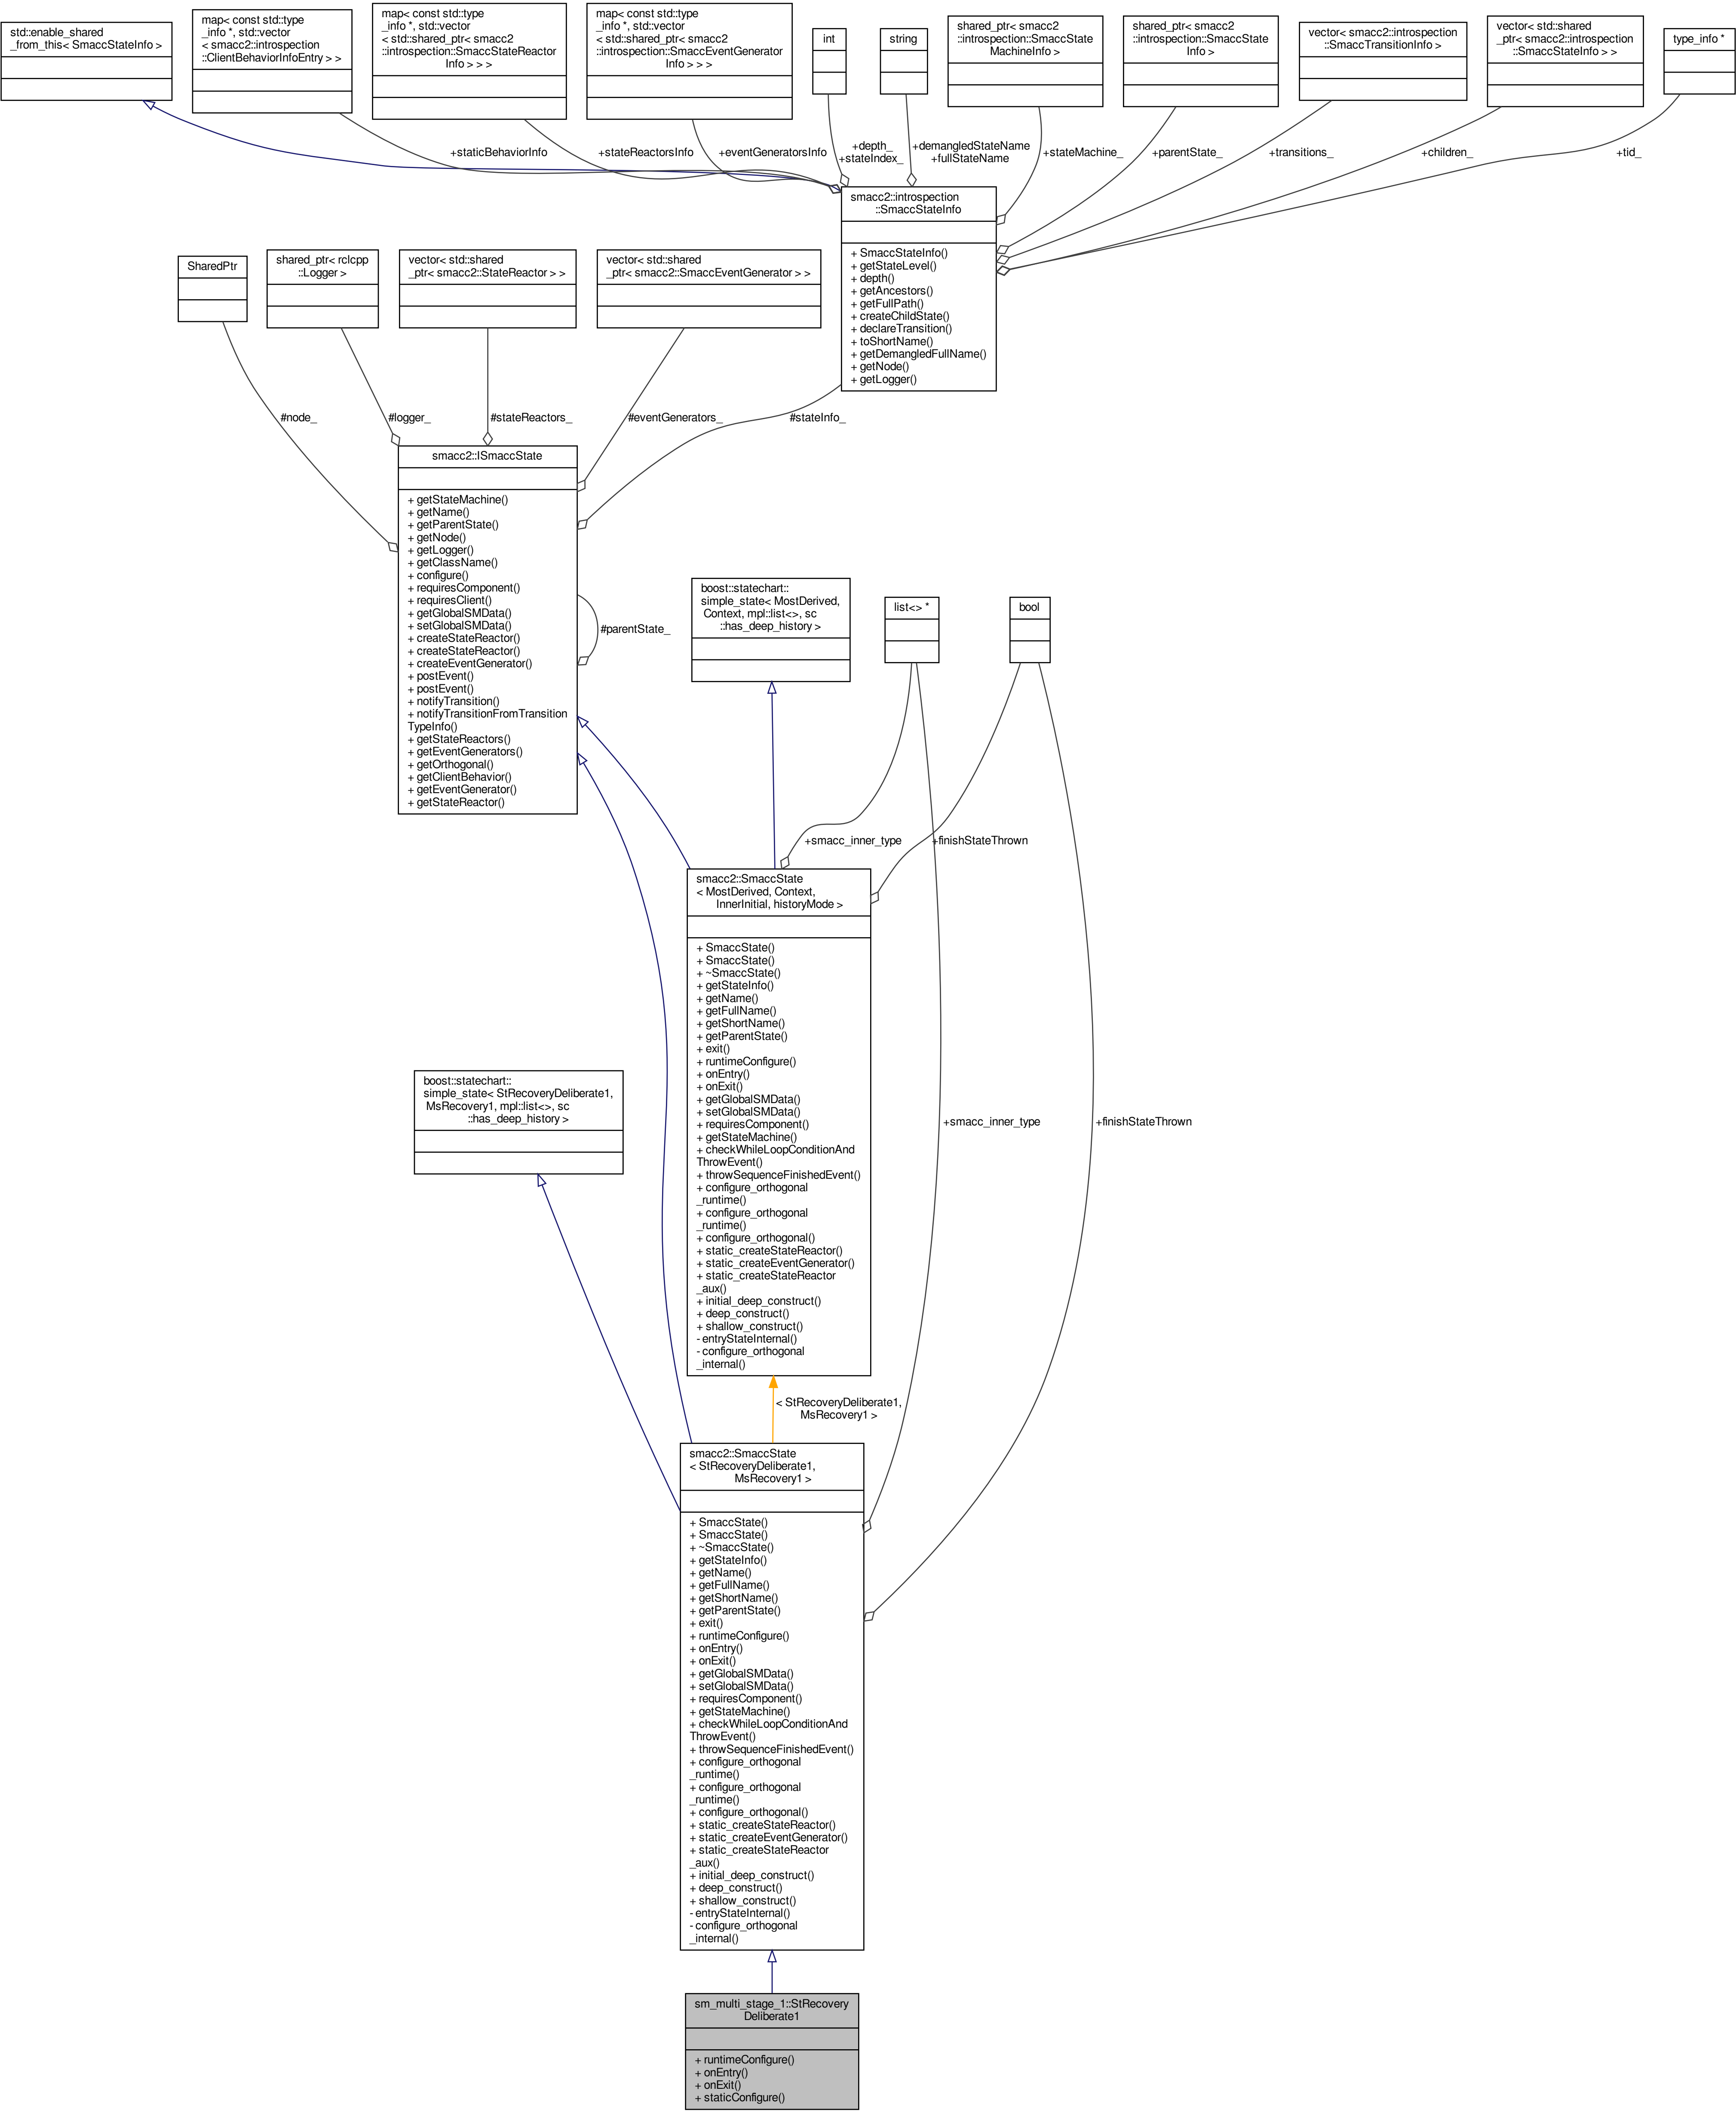 std::enable_shared
_from_this< SmaccStateInfo >
map< const std::type
_info *, std::vector
< smacc2::introspection
::ClientBehaviorInfoEntry > >
map< const std::type
_info *, std::vector
< std::shared_ptr< smacc2
::introspection::SmaccStateReactor
Info > > >
map< const std::type
_info *, std::vector
< std::shared_ptr< smacc2
::introspection::SmaccEventGenerator
Info > > >
int
string
shared_ptr< smacc2
::introspection::SmaccState
MachineInfo >
shared_ptr< smacc2
::introspection::SmaccState
Info >
vector< smacc2::introspection
::SmaccTransitionInfo >
vector< std::shared
_ptr< smacc2::introspection
::SmaccStateInfo > >
type_info *
+staticBehaviorInfo
+stateReactorsInfo
+eventGeneratorsInfo
+depth_
+stateIndex_
+demangledStateName
+fullStateName
+stateMachine_
+parentState_
+transitions_
+children_
+tid_
smacc2::introspection
::SmaccStateInfo
+ SmaccStateInfo()
+ getStateLevel()
+ depth()
+ getAncestors()
+ getFullPath()
+ createChildState()
+ declareTransition()
+ toShortName()
+ getDemangledFullName()
+ getNode()
+ getLogger()
SharedPtr
shared_ptr< rclcpp
::Logger >
vector< std::shared
_ptr< smacc2::StateReactor > >
vector< std::shared
_ptr< smacc2::SmaccEventGenerator > >
#node_
#logger_
#stateReactors_
#eventGenerators_
#stateInfo_
smacc2::ISmaccState
+ getStateMachine()
+ getName()
+ getParentState()
+ getNode()
+ getLogger()
+ getClassName()
+ configure()
+ requiresComponent()
+ requiresClient()
+ getGlobalSMData()
+ setGlobalSMData()
+ createStateReactor()
+ createStateReactor()
+ createEventGenerator()
+ postEvent()
+ postEvent()
+ notifyTransition()
+ notifyTransitionFromTransition
TypeInfo()
+ getStateReactors()
+ getEventGenerators()
+ getOrthogonal()
+ getClientBehavior()
+ getEventGenerator()
+ getStateReactor()
#parentState_
boost::statechart::
simple_state< MostDerived,
Context, mpl::list<>, sc
::has_deep_history >
list<> *
bool
+smacc_inner_type
+finishStateThrown
smacc2::SmaccState
< MostDerived, Context,
InnerInitial, historyMode >
+ SmaccState()
+ SmaccState()
+ ~SmaccState()
+ getStateInfo()
+ getName()
+ getFullName()
+ getShortName()
+ getParentState()
+ exit()
+ runtimeConfigure()
+ onEntry()
+ onExit()
+ getGlobalSMData()
+ setGlobalSMData()
+ requiresComponent()
+ getStateMachine()
+ checkWhileLoopConditionAnd
ThrowEvent()
+ throwSequenceFinishedEvent()
+ configure_orthogonal
_runtime()
+ configure_orthogonal
_runtime()
+ configure_orthogonal()
+ static_createStateReactor()
+ static_createEventGenerator()
+ static_createStateReactor
_aux()
+ initial_deep_construct()
+ deep_construct()
+ shallow_construct()
- entryStateInternal()
- configure_orthogonal
_internal()
boost::statechart::
simple_state< StRecoveryDeliberate1,
MsRecovery1, mpl::list<>, sc
::has_deep_history >
+smacc_inner_type
+finishStateThrown
< StRecoveryDeliberate1,
MsRecovery1 >
smacc2::SmaccState
< StRecoveryDeliberate1,
MsRecovery1 >
+ SmaccState()
+ SmaccState()
+ ~SmaccState()
+ getStateInfo()
+ getName()
+ getFullName()
+ getShortName()
+ getParentState()
+ exit()
+ runtimeConfigure()
+ onEntry()
+ onExit()
+ getGlobalSMData()
+ setGlobalSMData()
+ requiresComponent()
+ getStateMachine()
+ checkWhileLoopConditionAnd
ThrowEvent()
+ throwSequenceFinishedEvent()
+ configure_orthogonal
_runtime()
+ configure_orthogonal
_runtime()
+ configure_orthogonal()
+ static_createStateReactor()
+ static_createEventGenerator()
+ static_createStateReactor
_aux()
+ initial_deep_construct()
+ deep_construct()
+ shallow_construct()
- entryStateInternal()
- configure_orthogonal
_internal()
sm_multi_stage_1::StRecovery
Deliberate1
+ runtimeConfigure()
+ onEntry()
+ onExit()
+ staticConfigure()